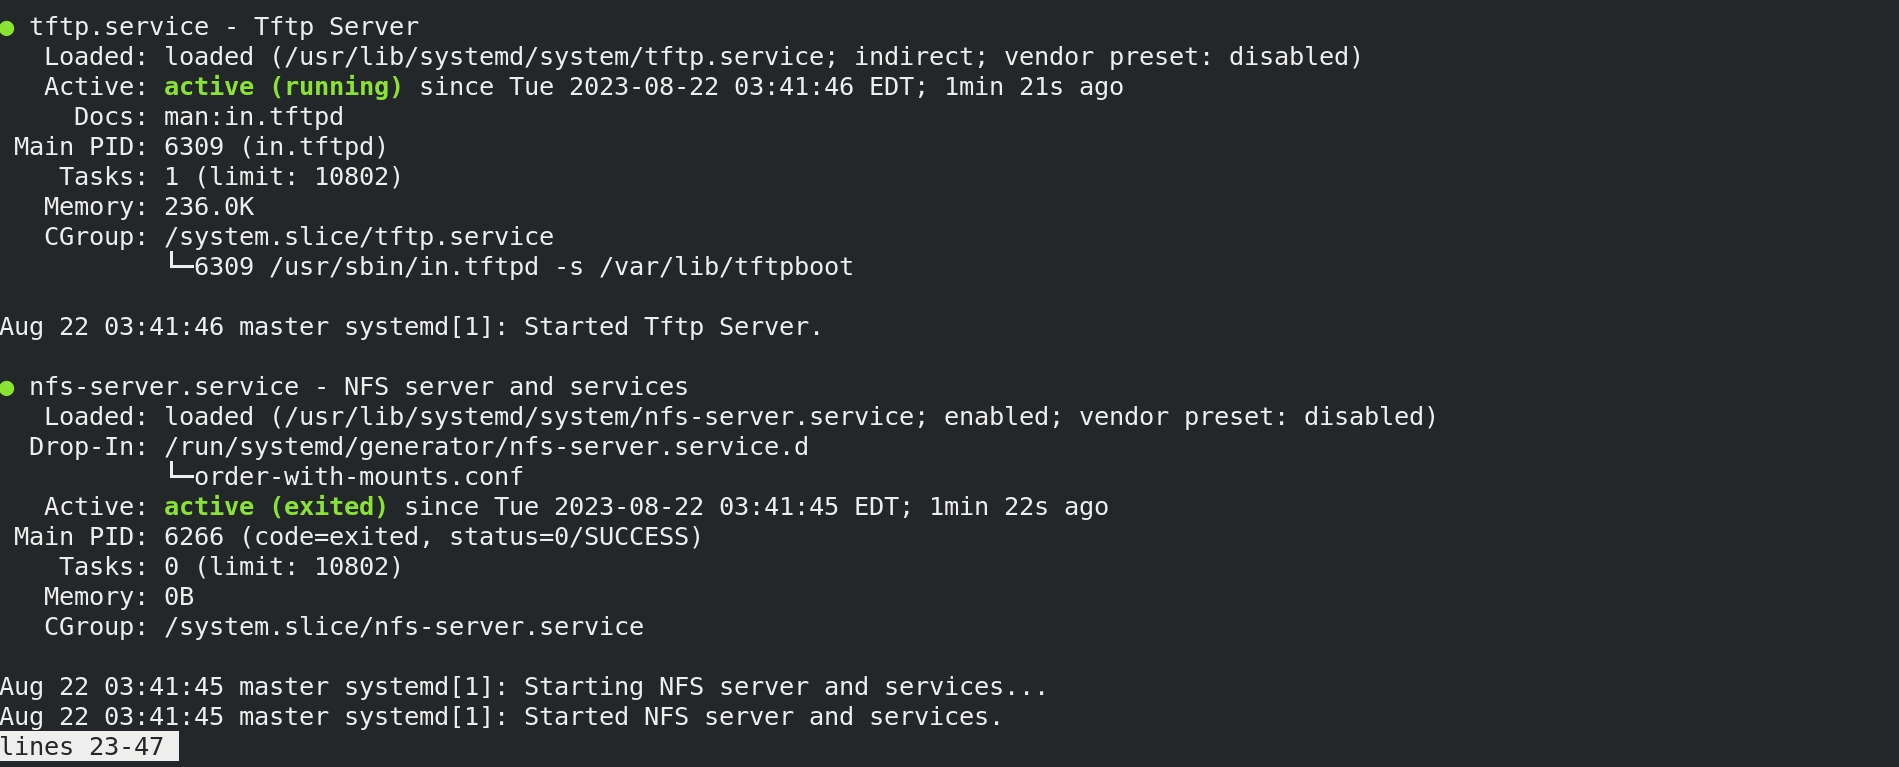 ● tftp.service - Tftp Server
   Loaded: loaded (/usr/lib/systemd/system/tftp.service; indirect; vendor preset: disabled)
   Active: active (running) since Tue 2023-08-22 03:41:46 EDT; 1min 21s ago
     Docs: man:in.tftpd
 Main PID: 6309 (in.tftpd)
    Tasks: 1 (limit: 10802)
   Memory: 236.0K
   CGroup: /system.slice/tftp.service
           └─6309 /usr/sbin/in.tftpd -s /var/lib/tftpboot

Aug 22 03:41:46 master systemd[1]: Started Tftp Server.

● nfs-server.service - NFS server and services
   Loaded: loaded (/usr/lib/systemd/system/nfs-server.service; enabled; vendor preset: disabled)
  Drop-In: /run/systemd/generator/nfs-server.service.d
           └─order-with-mounts.conf
   Active: active (exited) since Tue 2023-08-22 03:41:45 EDT; 1min 22s ago
 Main PID: 6266 (code=exited, status=0/SUCCESS)
    Tasks: 0 (limit: 10802)
   Memory: 0B
   CGroup: /system.slice/nfs-server.service

Aug 22 03:41:45 master systemd[1]: Starting NFS server and services...
Aug 22 03:41:45 master systemd[1]: Started NFS server and services.
lines 23-47